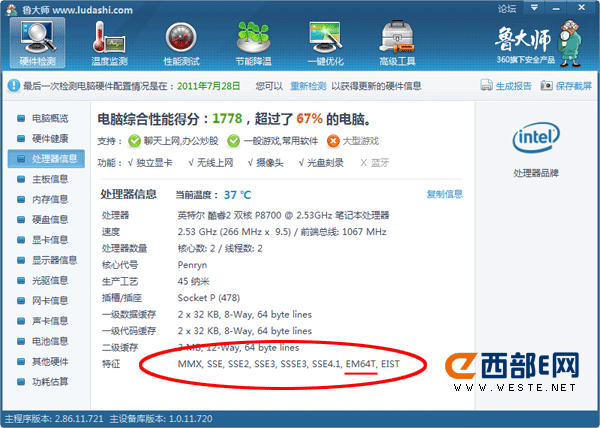 鲁大师 www.ludashi.com
论坛
硬件检测
温度监测
性能测试
节能降温
一键优化
高级工具
鲁大师
360旗下安全产品
最后一次检测电脑硬件配置情况是在：2011年7月28日 您可以 重新检测 以获得更新的硬件信息
生成报告
保存截屏
电脑概览
硬件健康
处理器信息
主板信息
内存信息
硬盘信息
显卡信息
显示器信息
光驱信息
网卡信息
声卡信息
电池信息
其他硬件
功耗估算
电脑综合性能得分：1778，超过了 67% 的电脑。
支持： 聊天上网,办公炒股 一般游戏,常用软件 大型游戏
功能： √ 独立显卡 √ 无线上网 √ 摄像头 √ 光盘刻录 X 蓝牙
处理器信息 当前温度： 37 ℃ 复制信息
处理器 英特尔 酷睿2 双核 P8700 @ 2.53GHz 笔记本处理器
速度 2.53 GHz (266 MHz x 9.5) / 前端总线: 1067 MHz
处理器数量 核心数: 2 / 线程数: 2
核心代号 Penryn
生产工艺 45 纳米
插槽/插座 Socket P (478)
一级数据缓存 2 x 32 KB, 8-Way, 64 byte lines
一级代码缓存 2 x 32 KB, 8-Way, 64 byte lines
二级缓存 3 MB, 12-Way, 64 byte lines
特征 MMX, SSE, SSE2, SSE3, SSSE3, SSE4.1, EM64T, EIST
intel
处理器品牌
西部e网
WWW.WESTE.NET
主程序版本: 2.86.11.721 主设备库版本: 1.0.11.720